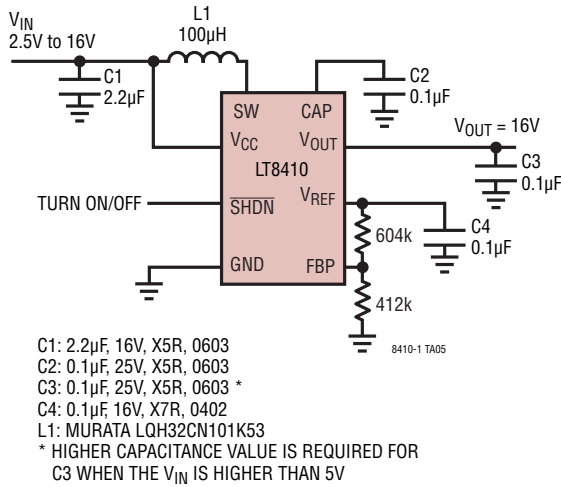 VIN
2.5V to 16V
L1
100µH
C1
2.2µF
C2
0.1µF
SW
CAP
VCC
VOUT
VOUT = 16V
LT8410
C3
0.1µF
TURN ON/OFF
SHDN
VREF
604k
C4
0.1µF
GND
FBP
412k
8410-1 TA05
C1: 2.2µF, 16V, X5R, 0603
C2: 0.1µF, 25V, X5R, 0603
C3: 0.1µF, 25V, X5R, 0603 *
C4: 0.1µF, 16V, X7R, 0402
L1: MURATA LQH32CN101K53
* HIGHER CAPACITANCE VALUE IS REQUIRED FOR
C3 WHEN THE VIN IS HIGHER THAN 5V